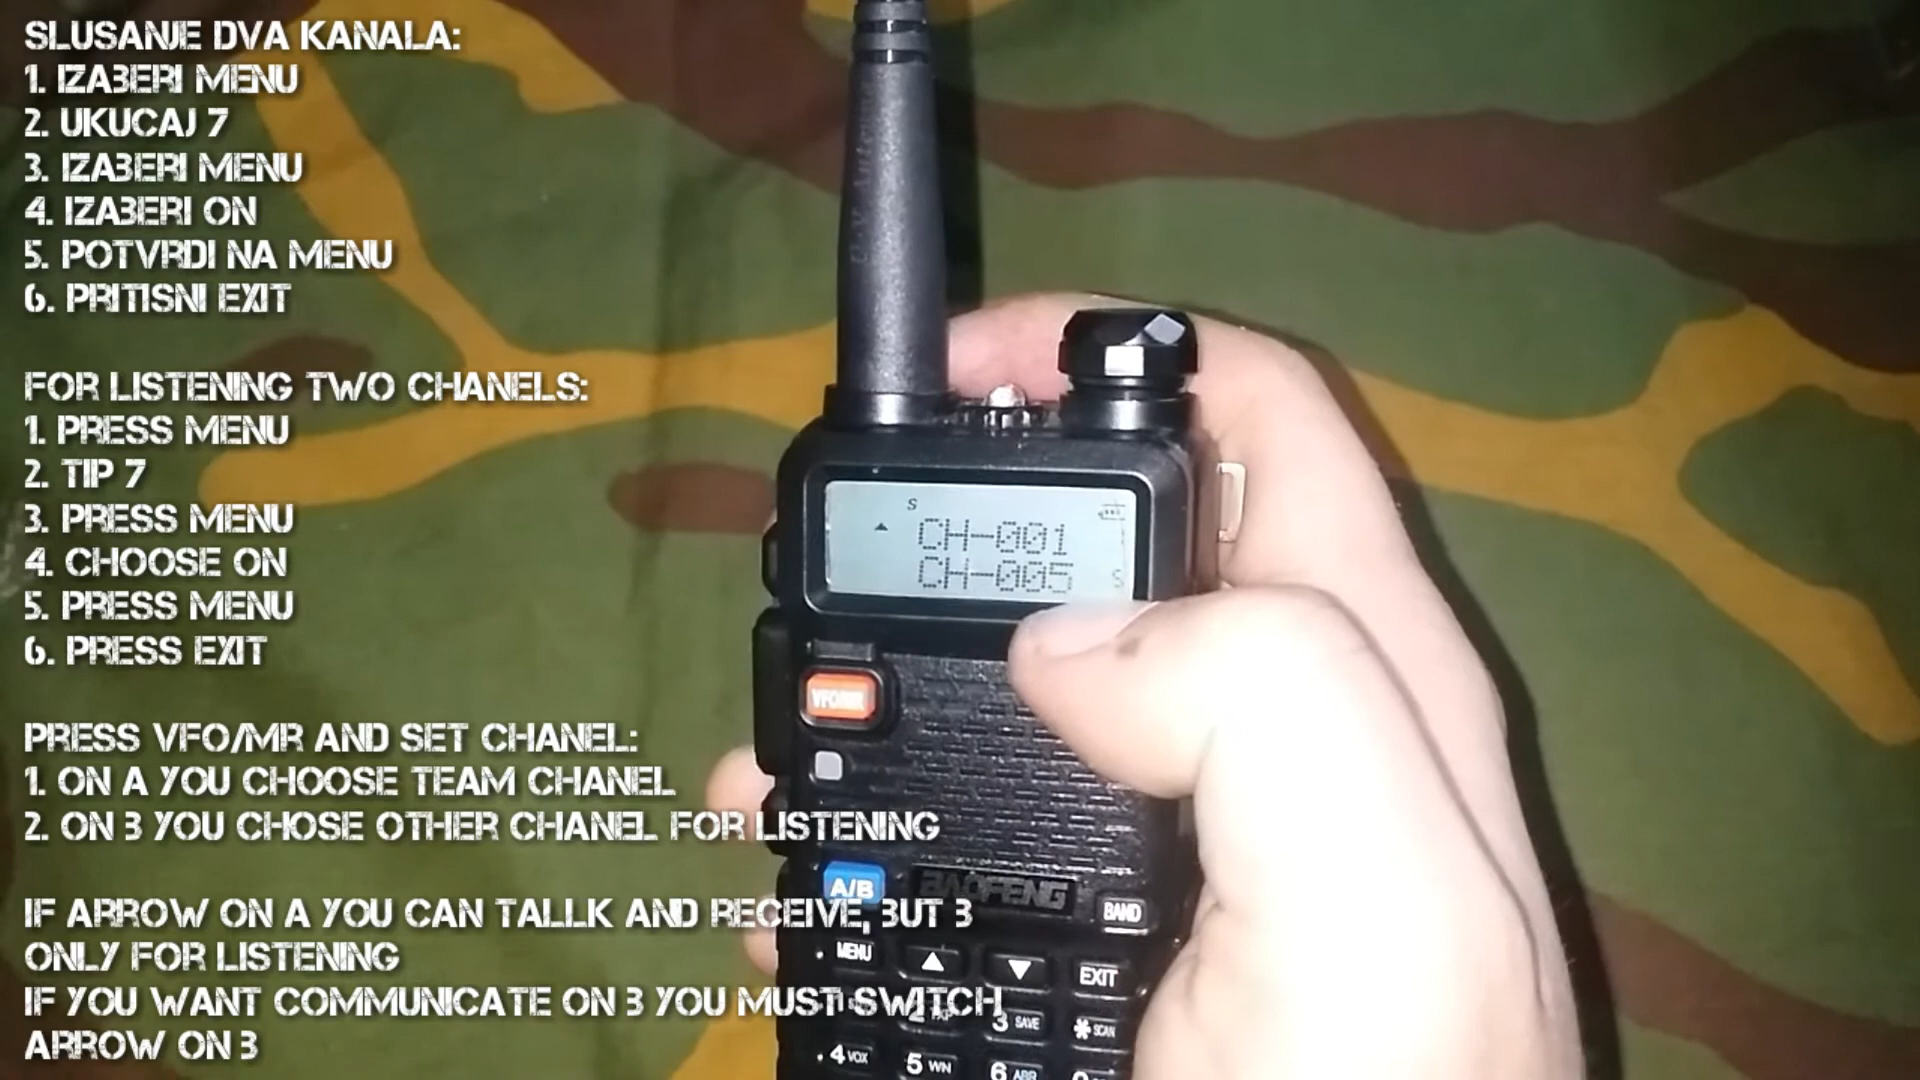 SLUSANJE DVA KANALA:
1. IZABERI MENU
2. UKUCAJ 7
3. IZABERI MENU
4. IZABERI ON
5. POTVRDI NA MENU
6. PRITISNI EXIT
FOR LISTENING TWO CHANELS:
1. PRESS MENU
2. TIP 7
3. PRESS MENU
4. CHOOSE ON
5. PRESS MENU
6. PRESS EXIT
PRESS VFO/MR AND SET CHANEL:
1. ON A YOU CHOOSE TEAM CHANEL
2. ON B YOU CHOSE OTHER CHANEL FOR LISTENING
IF ARROW ON A YOU CAN TALLK AND RECEIVE, BUT B
ONLY FOR LISTENING
IF YOU WANT COMMUNICATE ON B YOU MUST SWITCH
ARROW ON B
S
CH-001
CH-005 S
VFO/MR
A/B
BAOFENG
BAND
MENU
EXIT
3 SAVE
* SCAN
4 VOX
5 WN
6 ABR